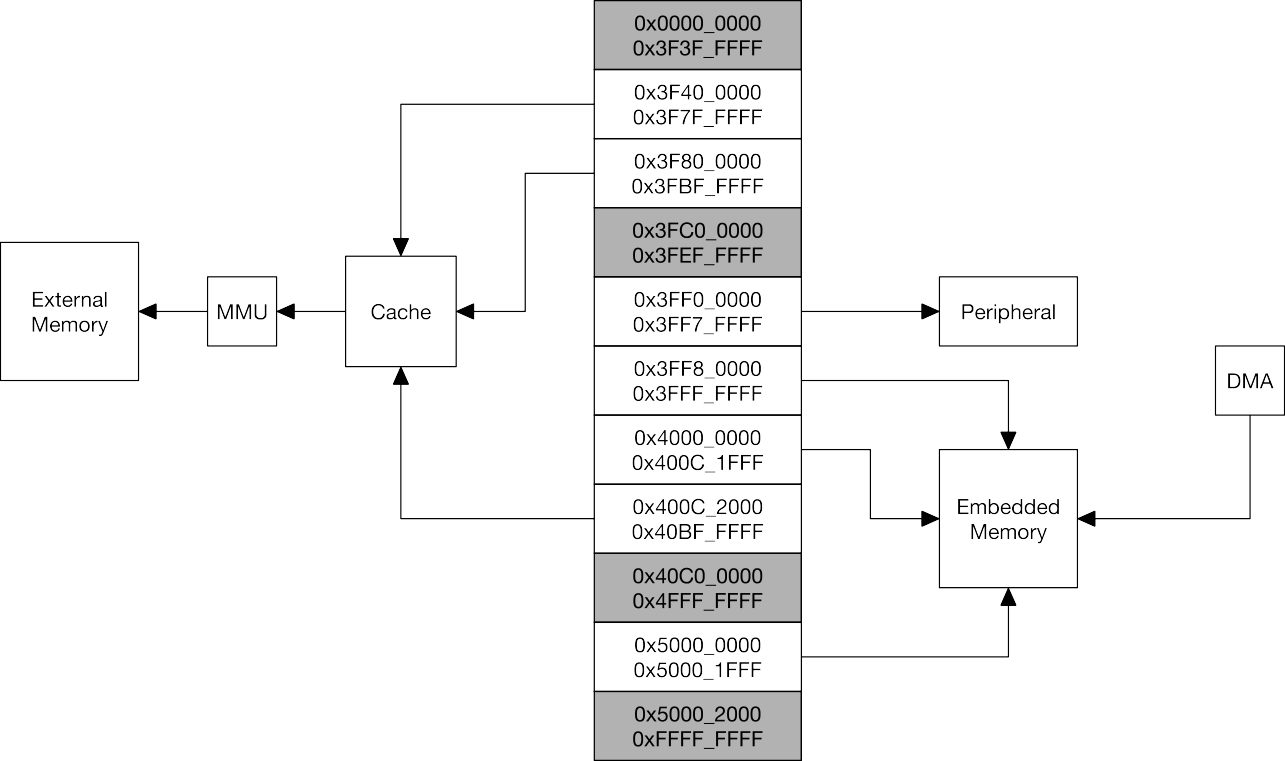 0x0000_0000
0x3F3F_FFFF
0x3F40_0000
0x3F7F_FFFF
0x3F80_0000
0x3FBF_FFFF
0x3FC0_0000
0x3FEF_FFFF
0x3FF0_0000
0x3FF7_FFFF
0x3FF8_0000
0x3FFF_FFFF
0x4000_0000
0x400C_1FFF
0x400C_2000
0x40BF_FFFF
0x40C0_0000
0x4FFF_FFFF
0x5000_0000
0x5000_1FFF
0x5000_2000
0xFFFF_FFFF
External
Memory
MMU
Cache
Peripheral
DMA
Embedded
Memory